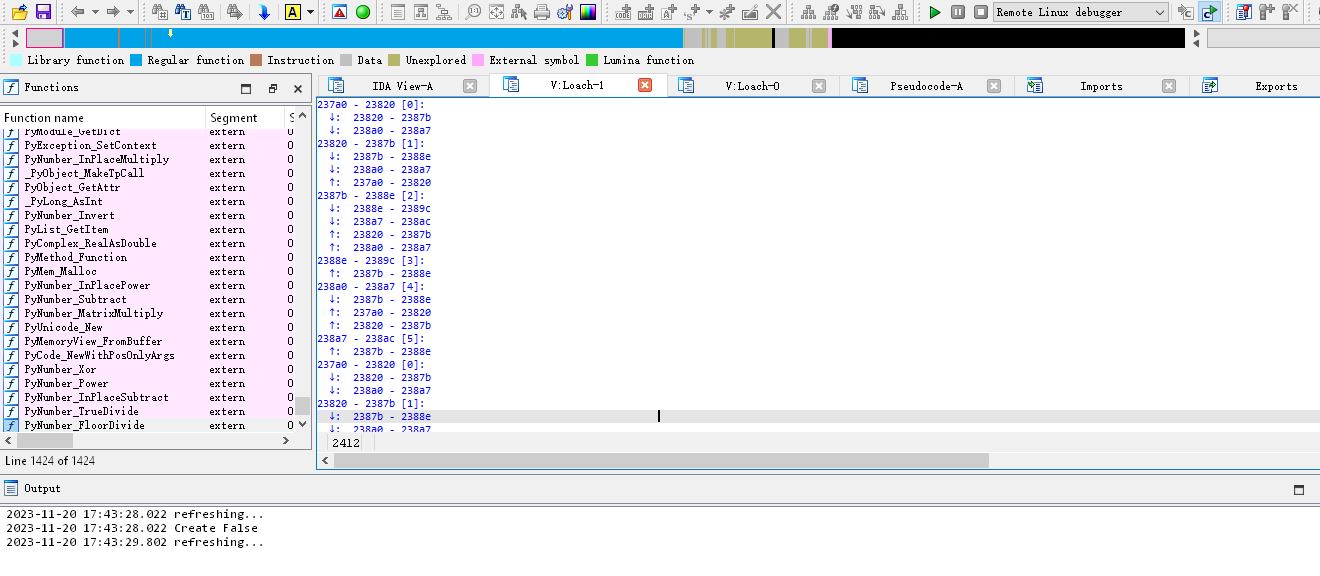 Remote Linux debugger
Library function Regular function Instruction Data Unexplored External symbol Lumina function
Functions
IDA View-A V:Loach-1 V:Loach-0 Pseudocode-A Imports Exports
Function name Segment
PyModule_GetDict extern 0
PyException_SetContext extern 0
PyNumber_InPlaceMultiply extern 0
_PyObject_MakeTpCall extern 0
PyObject_GetAttr extern 0
_PyLong_AsInt extern 0
PyNumber_Invert extern 0
PyList_GetItem extern 0
PyComplex_RealAsDouble extern 0
PyMethod_Function extern 0
PyMem_Malloc extern 0
PyNumber_InPlacePower extern 0
PyNumber_Subtract extern 0
PyNumber_MatrixMultiply extern 0
PyUnicode_New extern 0
PyMemoryView_FromBuffer extern 0
PyCode_NewWithPosOnlyArgs extern 0
PyNumber_Xor extern 0
PyNumber_Power extern 0
PyNumber_InPlaceSubtract extern 0
PyNumber_TrueDivide extern 0
PyNumber_FloorDivide extern 0
Line 1424 of 1424
237a0 - 23820 [0]:
↓: 23820 - 2387b
↓: 238a0 - 238a7
23820 - 2387b [1]:
↓: 2387b - 2388e
↓: 238a0 - 238a7
↑: 237a0 - 23820
2387b - 2388e [2]:
↓: 2388e - 2389c
↓: 238a7 - 238ac
↑: 23820 - 2387b
↑: 238a0 - 238a7
2388e - 2389c [3]:
↑: 2387b - 2388e
238a0 - 238a7 [4]:
↓: 2387b - 2388e
↑: 237a0 - 23820
↑: 23820 - 2387b
238a7 - 238ac [5]:
↑: 2387b - 2388e
237a0 - 23820 [0]:
↓: 23820 - 2387b
↓: 238a0 - 238a7
23820 - 2387b [1]:
↓: 2387b - 2388e
↓: 238a0 - 238a7
2412
Output
2023-11-20 17:43:28.022 refreshing...
2023-11-20 17:43:28.022 Create False
2023-11-20 17:43:29.802 refreshing...